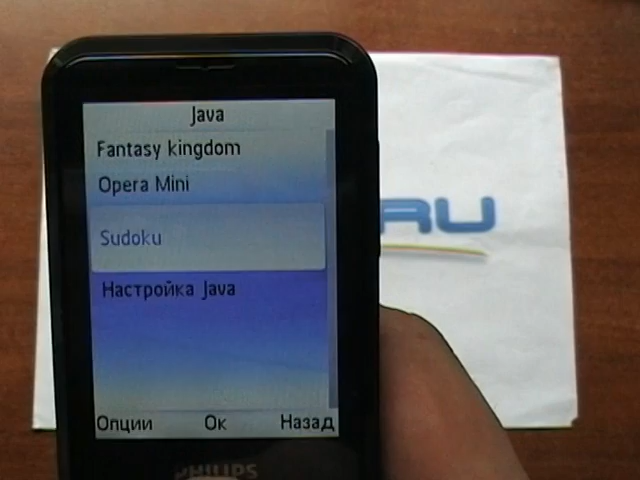 Java
Fantasy kingdom
Opera Mini
Sudoku
Настройка Java
Опции Ок Назад
PHILIPS
RU